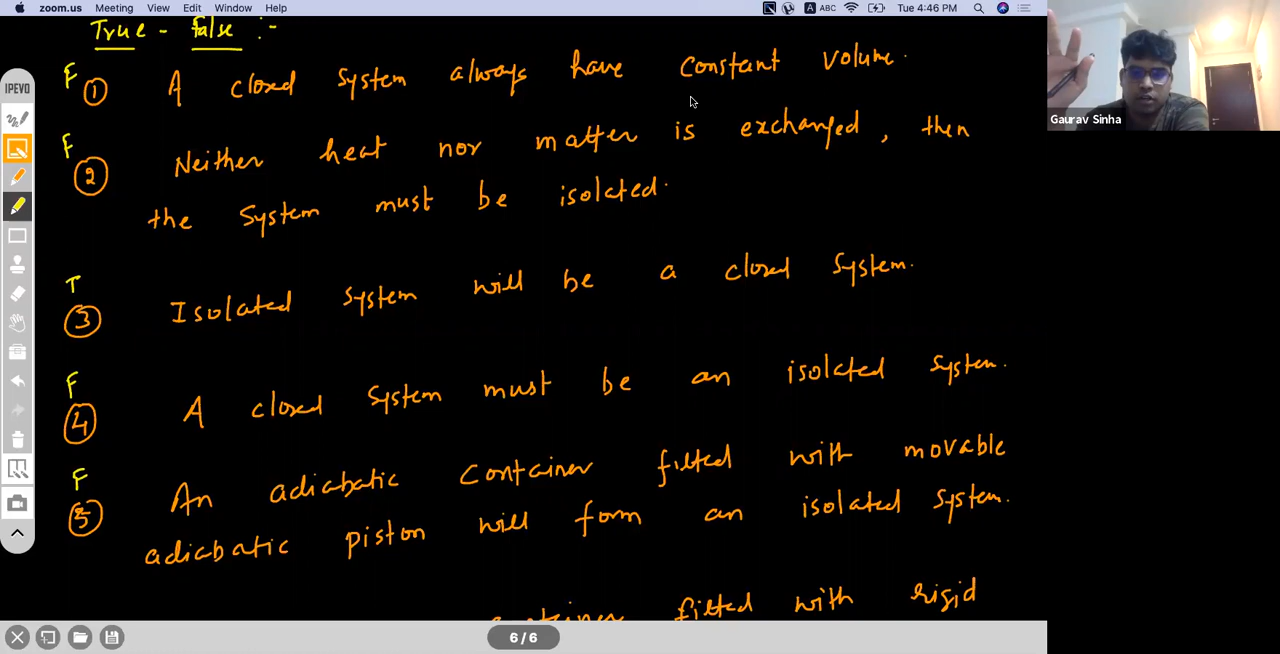 zoom.us Meeting View Edit Window Help ABC Tue 4:46 PM
True - false :-
F ① A closed system always have constant volume.
F ② Neither heat nor matter is exchanged, then
the system must be isolated.
T ③ Isolated system will be a closed system.
F ④ A closed system must be an isolated system.
F ⑤ An adiabatic container fitted with movable
adiabatic piston will form an isolated system.
container fitted with rigid
IPEVO
Gaurav Sinha
6 / 6